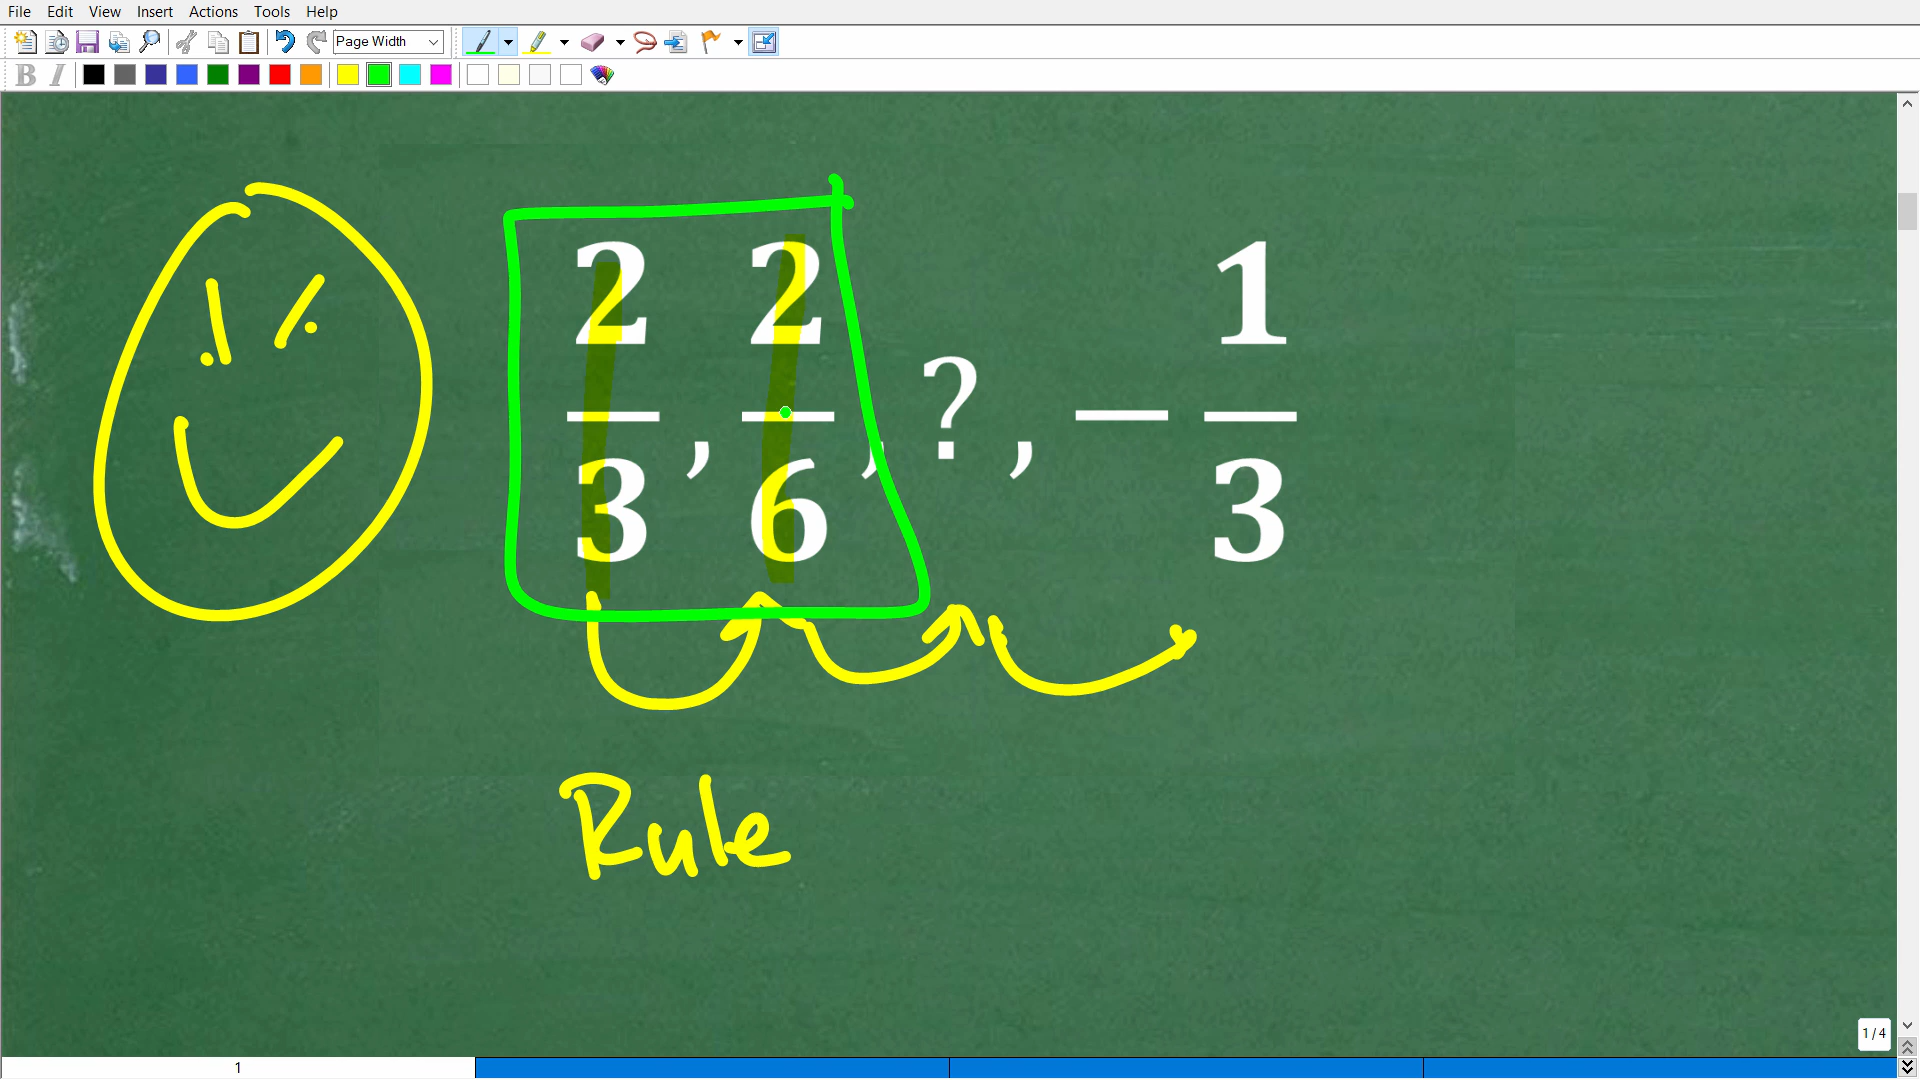 File Edit View Insert Actions Tools Help
Page Width
B I
2/3, 2/6, ?, — 1/3
Rule
1 / 4
1